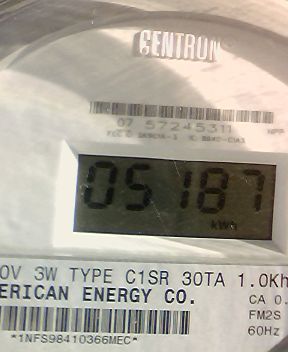 CENTRON
07 57245311
05187
kWh
0V 3W TYPE C1SR 30TA 1.0Kh
ERICAN ENERGY CO.
CA 0.
FM2S
60Hz
*1NFS98410366MEC*